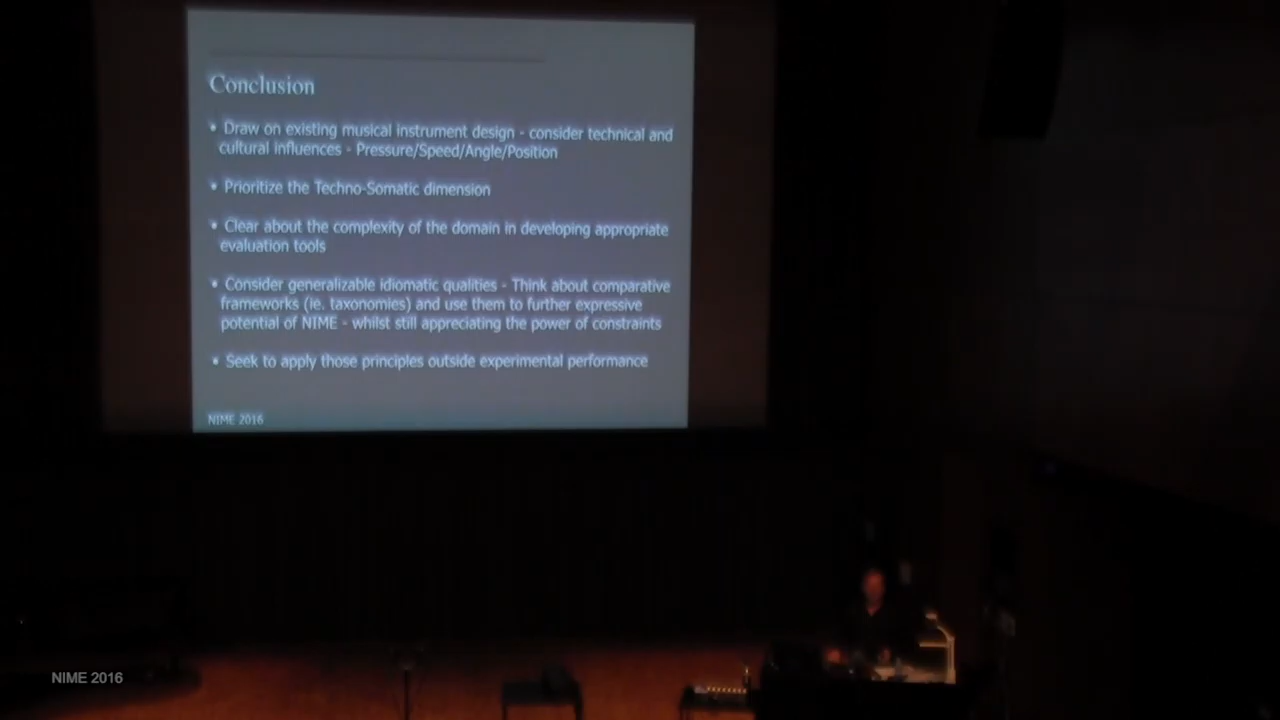 Conclusion
• Draw on existing musical instrument design - consider technical and
cultural influences - Pressure/Speed/Angle/Position
• Prioritize the Techno-Somatic dimension
• Clear about the complexity of the domain in developing appropriate
evaluation tools
• Consider generalizable idiomatic qualities - Think about comparative
frameworks (ie. taxonomies) and use them to further expressive
potential of NIME - whilst still appreciating the power of constraints
• Seek to apply those principles outside experimental performance
NIME 2016
NIME 2016